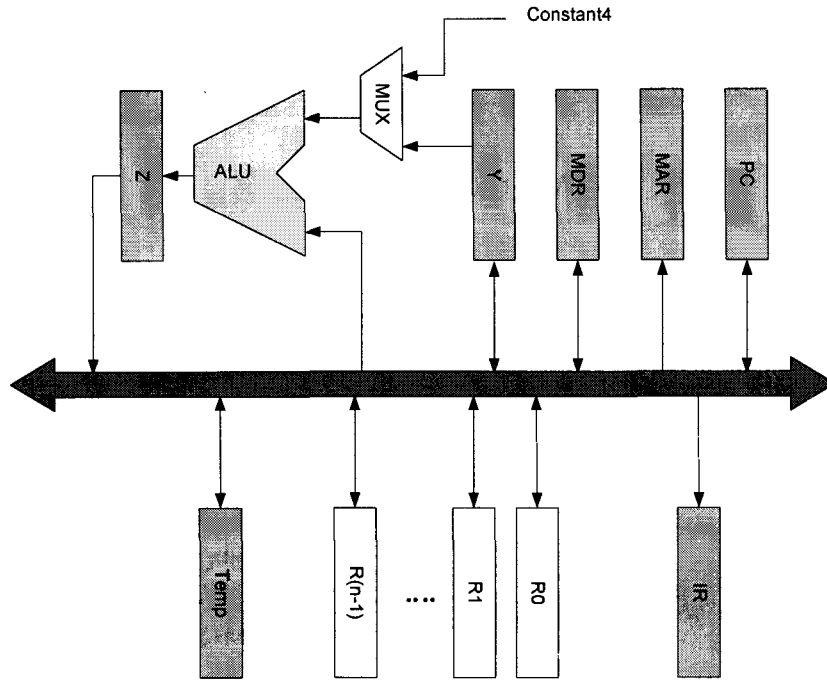 Constant4
MUX
Z
ALU
Y
MDR
MAR
PC
Temp
R(n-1)
....
R1
R0
IR